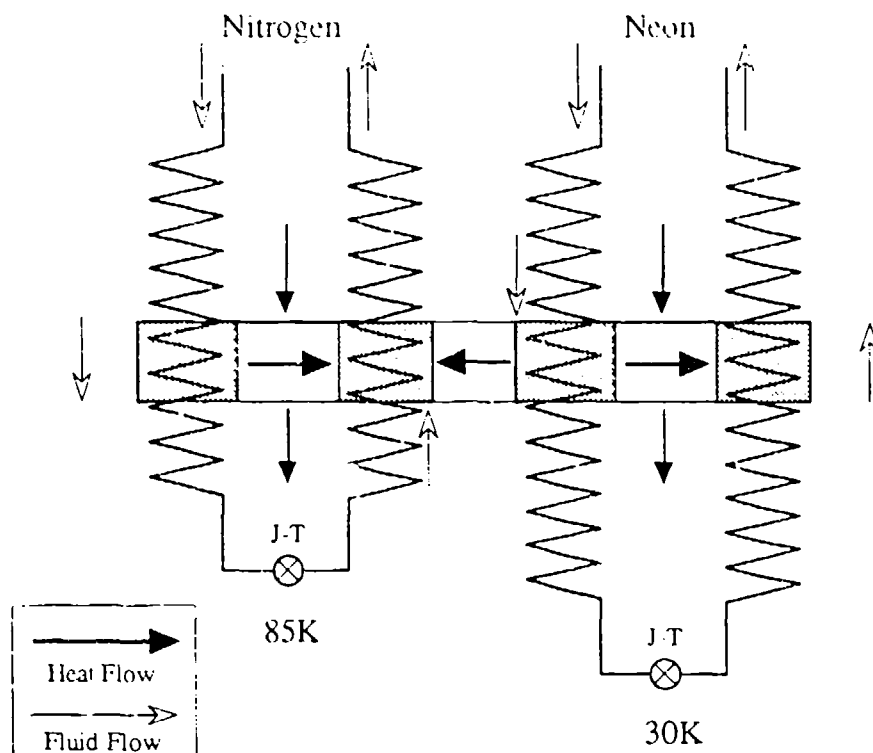 Nitrogen
Neon
J-T
85K
J-T
30K
Heat Flow
Fluid Flow